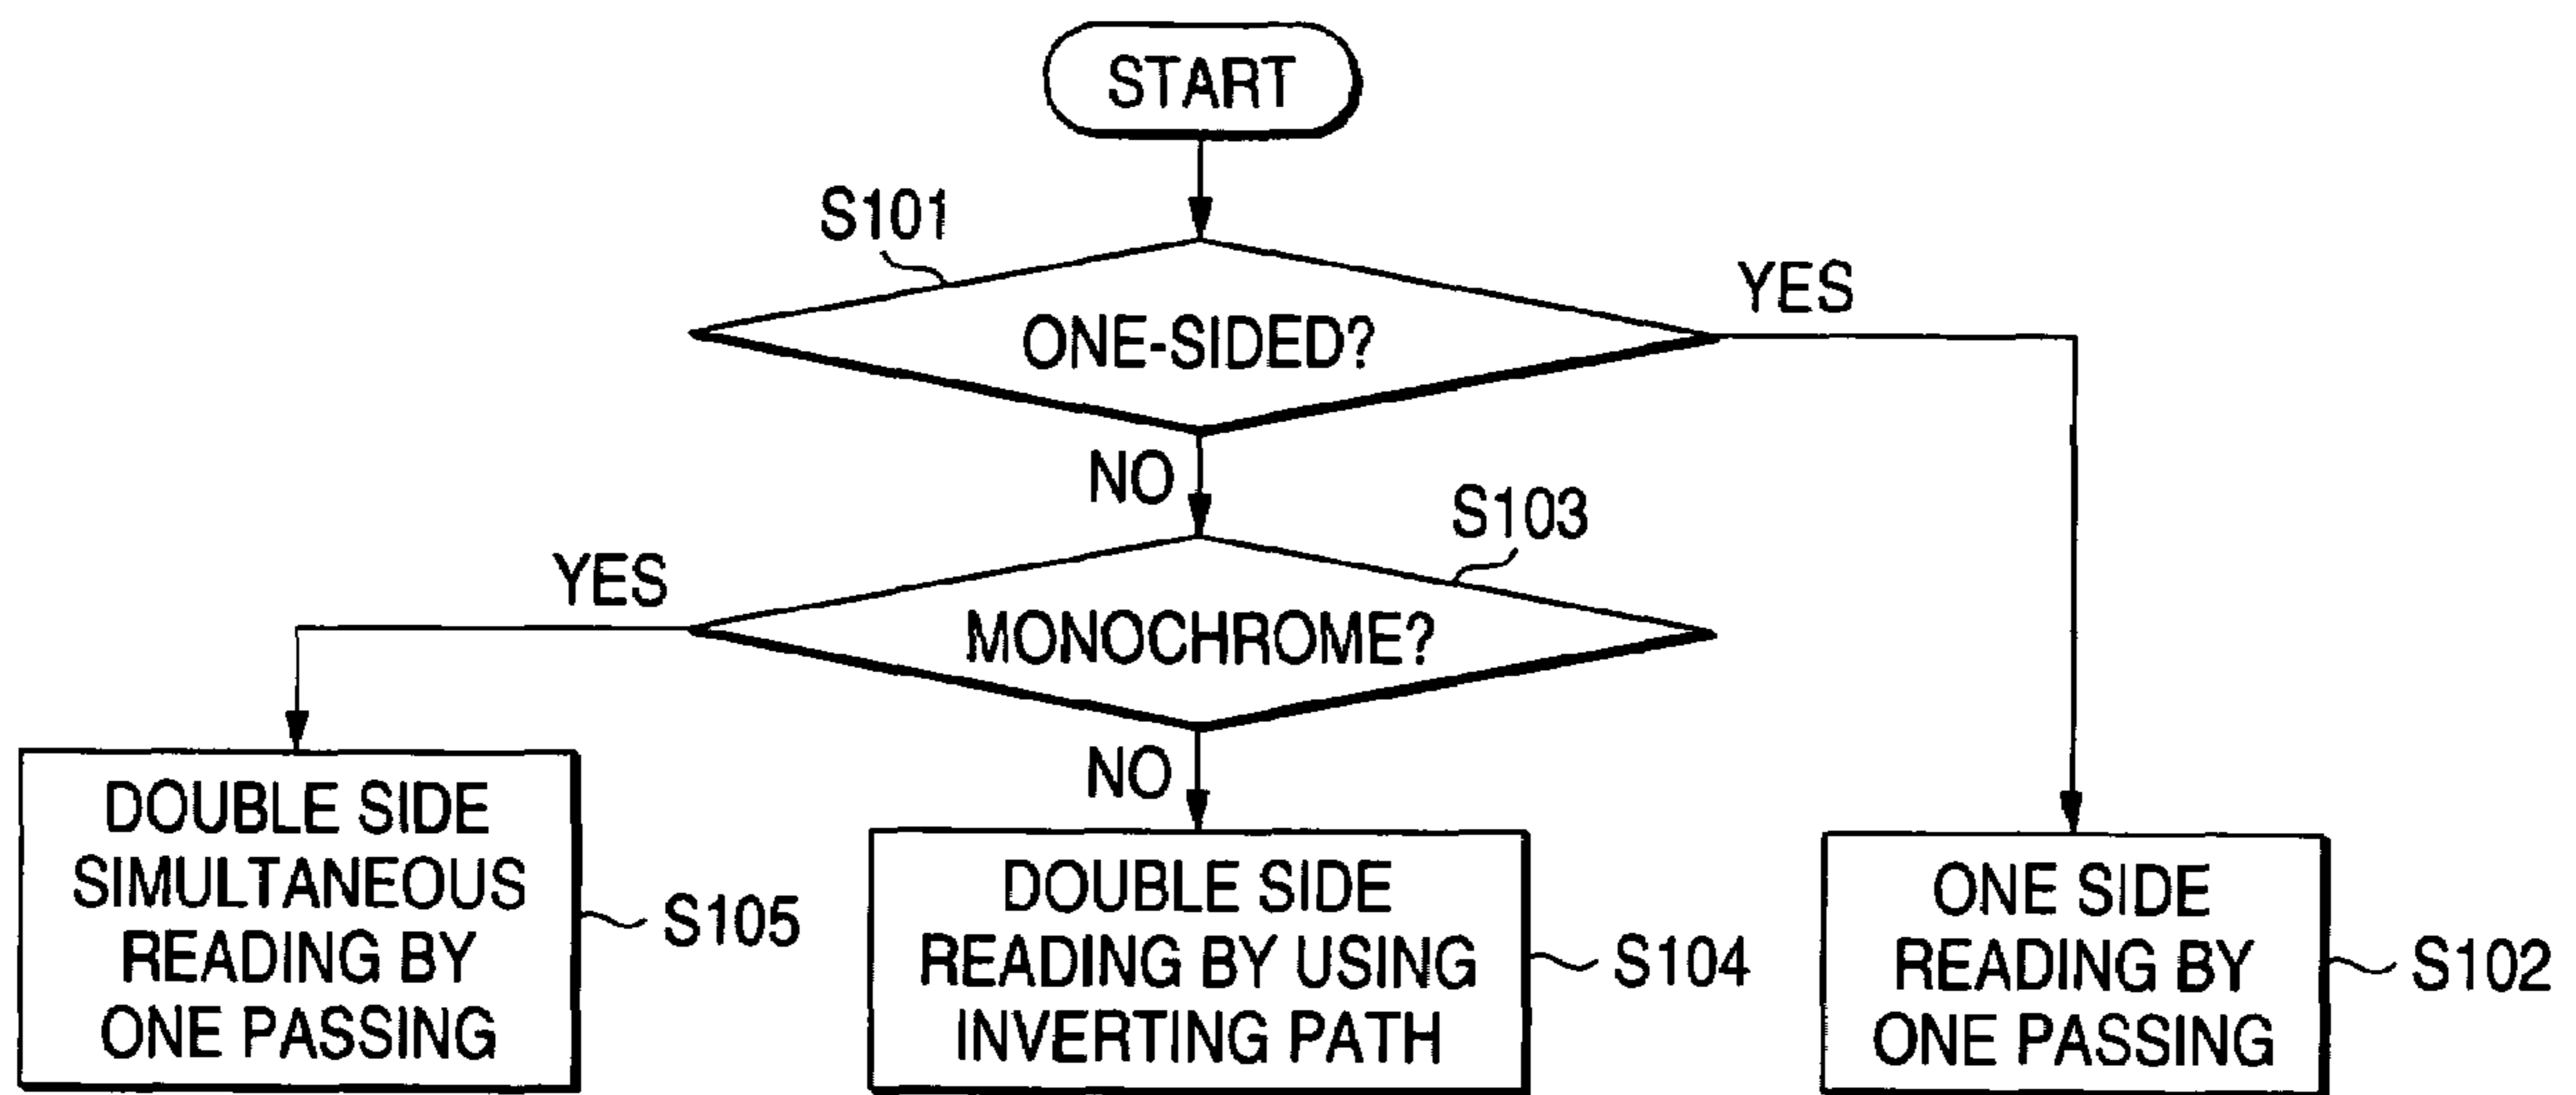 START
S101
YES
ONE-SIDED?
NO
S103
YES
MONOCHROME?
NO
DOUBLE SIDE
SIMULTANEOUS
READING BY
ONE PASSING
S105
DOUBLE SIDE
READING BY USING
INVERTING PATH
S104
ONE SIDE
READING BY
ONE PASSING
S102